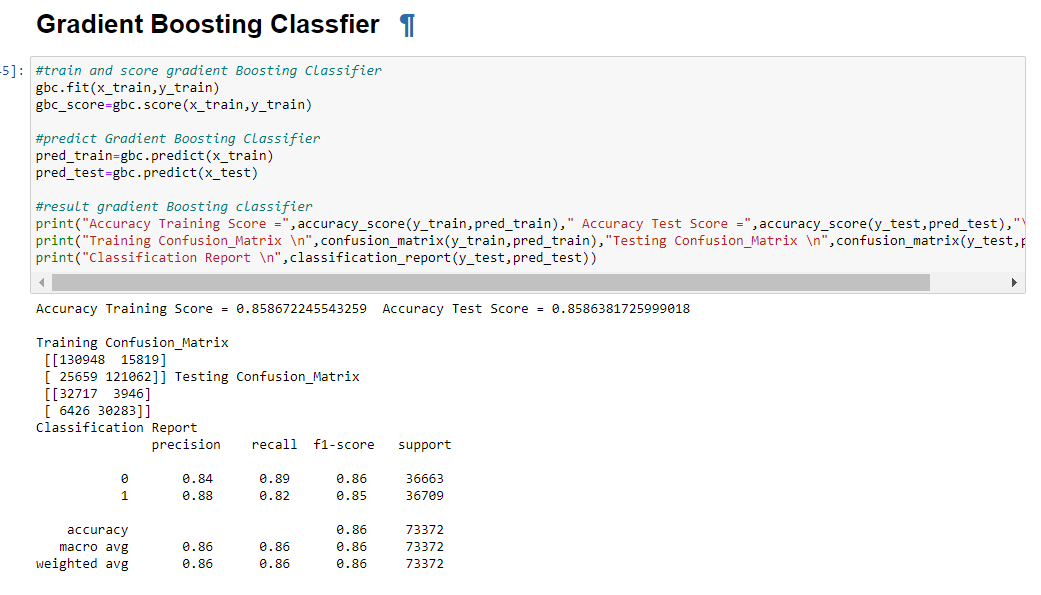 Gradient Boosting Classfier ¶
5]:
#train and score gradient Boosting Classifier
gbc.fit(x_train,y_train)
gbc_score=gbc.score(x_train,y_train)
#predict Gradient Boosting Classifier
pred_train=gbc.predict(x_train)
pred_test=gbc.predict(x_test)
#result gradient Boosting classifier
print("Accuracy Training Score =",accuracy_score(y_train,pred_train)," Accuracy Test Score =",accuracy_score(y_test,pred_test),"\
print("Training Confusion_Matrix \n",confusion_matrix(y_train,pred_train),"Testing Confusion_Matrix \n",confusion_matrix(y_test,p
print("Classification Report \n",classification_report(y_test,pred_test))
Accuracy Training Score = 0.858672245543259  Accuracy Test Score = 0.8586381725999018
Training Confusion_Matrix
[[130948  15819]
[ 25659 121062]] Testing Confusion_Matrix
[[32717  3946]
[ 6426 30283]]
Classification Report
precision    recall  f1-score   support
0       0.84      0.89      0.86     36663
1       0.88      0.82      0.85     36709
accuracy                           0.86     73372
macro avg       0.86      0.86      0.86     73372
weighted avg       0.86      0.86      0.86     73372